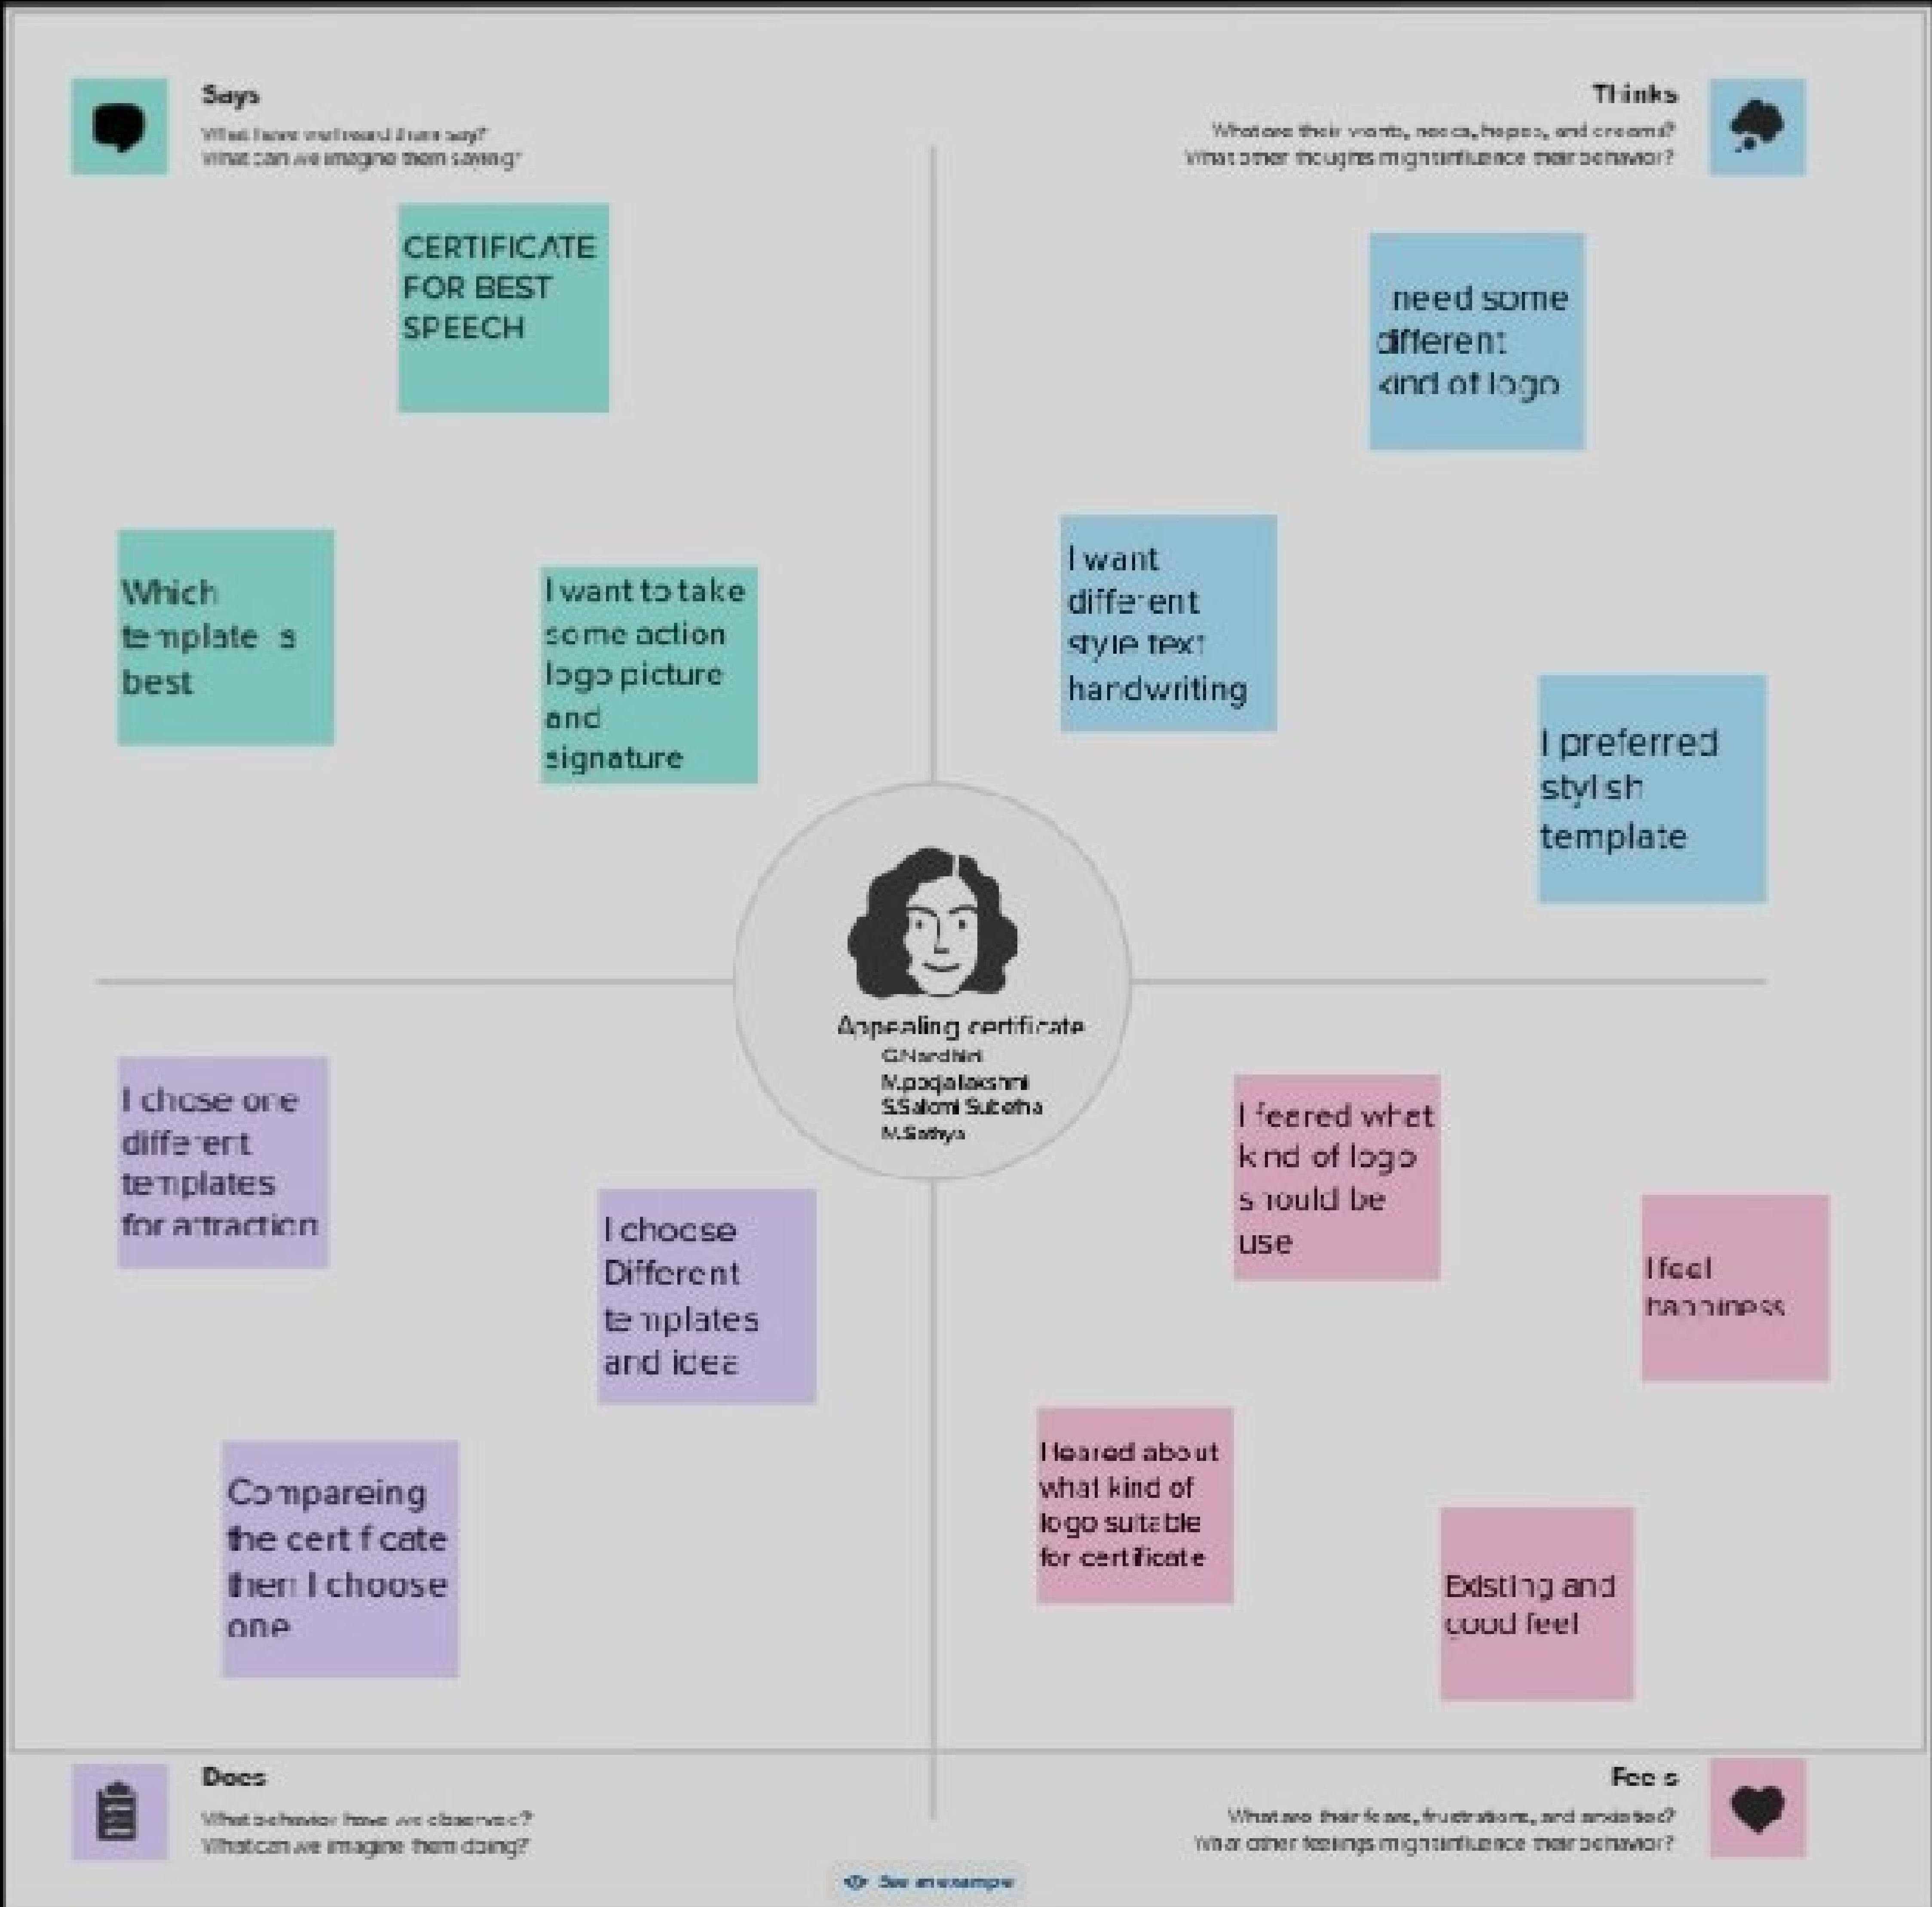 Says
What have we heard them say?
What can we imagine them saying?
CERTIFICATE
FOR BEST
SPEECH
Which
template is
best
I want to take
some action
logo picture
and
signature
Thinks
What are their wants, needs, hopes, and dreams?
What other thoughts might influence their behavior?
need some
different
kind of logo
I want
different
style text
handwriting
I preferred
stylish
template
Appealing certificate
G.Nandhini
M.poojalakshmi
S.Salomi Subetha
M.Sathya
I chose one
different
templates
for attraction
I choose
Different
templates
and idea
Compareing
the certificate
then I choose
one
I feared what
kind of logo
should be
use
I feel
happiness
I feared about
what kind of
logo suitable
for certificate
Existing and
good feel
Does
What behavior have we observed?
What can we imagine them doing?
Feels
What are their fears, frustrations, and anxieties?
What other feelings might influence their behavior?
See an example